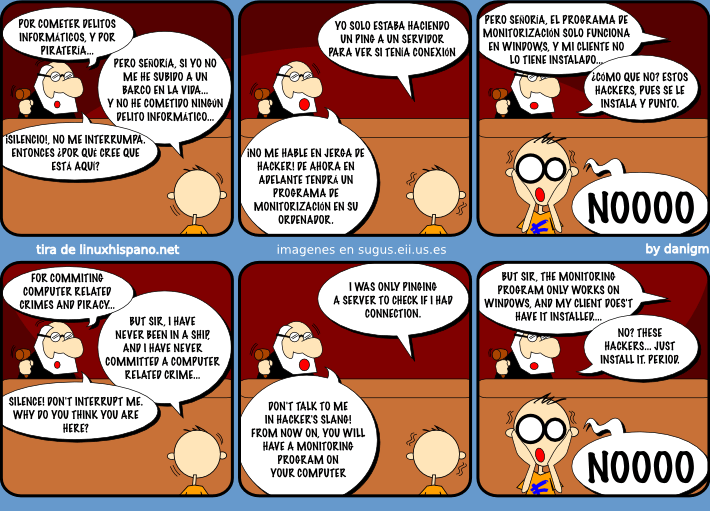 POR COMETER DELITOS
INFORMÁTICOS, Y POR
PIRATERÍA...
PERO SEÑORÍA, SI YO NO
ME HE SUBIDO A UN
BARCO EN LA VIDA...
Y NO HE COMETIDO NINGÚN
DELITO INFORMÁTICO...
¡SILENCIO!, NO ME INTERRUMPA.
ENTONCES ¿POR QUÉ CREE QUE
ESTÁ AQUÍ?
YO SOLO ESTABA HACIENDO
UN PING A UN SERVIDOR
PARA VER SI TENÍA CONEXIÓN
¡NO ME HABLE EN JERGA DE
HACKER! DE AHORA EN
ADELANTE TENDRÁ UN
PROGRAMA DE
MONITORIZACIÓN EN SU
ORDENADOR.
PERO SEÑORÍA, EL PROGRAMA DE
MONITORIZACIÓN SOLO FUNCIONA
EN WINDOWS, Y MI CLIENTE NO
LO TIENE INSTALADO...
¿CÓMO QUE NO? ESTOS
HACKERS, PUES SE LE
INSTALA Y PUNTO.
NOOOO
tira de linuxhispano.net
imagenes en sugus.eii.us.es
by danigm
FOR COMMITING
COMPUTER RELATED
CRIMES AND PIRACY...
BUT SIR, I HAVE
NEVER BEEN IN A SHIP,
AND I HAVE NEVER
COMMITTED A COMPUTER
RELATED CRIME...
SILENCE! DON'T INTERRUPT ME.
WHY DO YOU THINK YOU ARE
HERE?
I WAS ONLY PINGING
A SERVER TO CHECK IF I HAD
CONNECTION.
DON'T TALK TO ME
IN HACKER'S SLANG!
FROM NOW ON, YOU WILL
HAVE A MONITORING
PROGRAM ON
YOUR COMPUTER
BUT SIR, THE MONITORING
PROGRAM ONLY WORKS ON
WINDOWS, AND MY CLIENT DOES'T
HAVE IT INSTALLED....
NO? THESE
HACKERS... JUST
INSTALL IT. PERIOD.
NOOOO